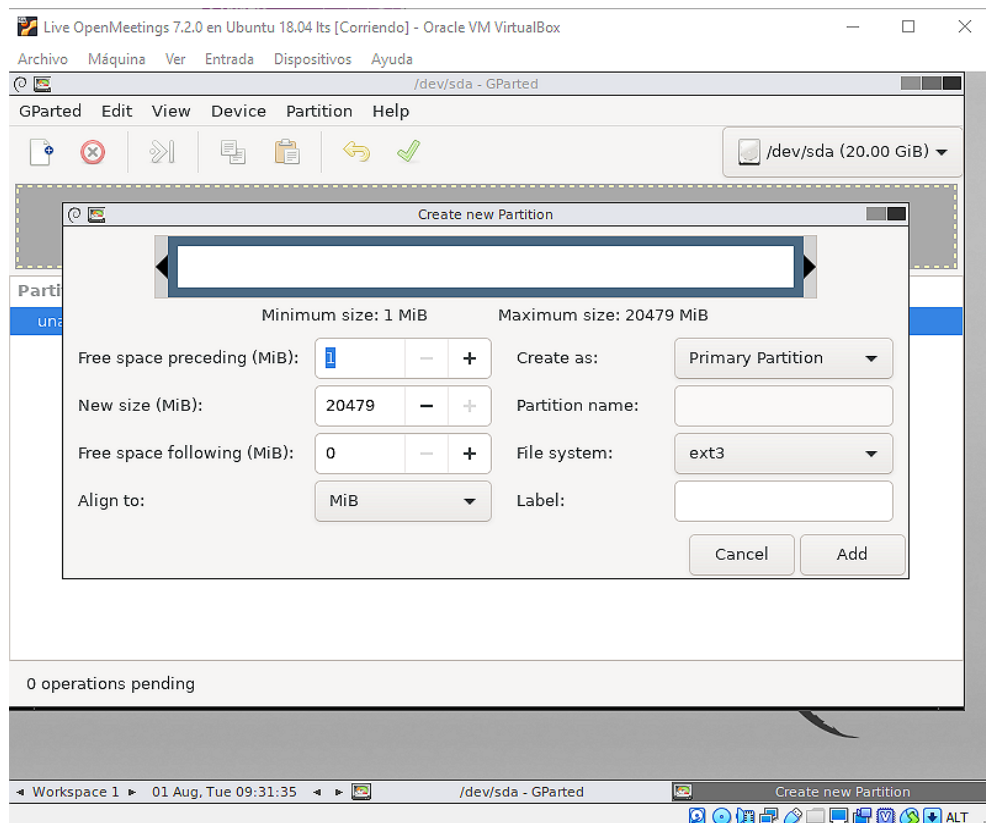 Live OpenMeetings 7.2.0 en Ubuntu 18.04 lts [Corriendo] - Oracle VM VirtualBox
Archivo Máquina Ver Entrada Dispositivos Ayuda
/dev/sda - GParted
GParted Edit View Device Partition Help
/dev/sda (20.00 GiB)
Create new Partition
Parti
una
Minimum size: 1 MiB Maximum size: 20479 MiB
Free space preceding (MiB): 1 Create as: Primary Partition
New size (MiB): 20479 Partition name:
Free space following (MiB): 0 File system: ext3
Align to: MiB Label:
Cancel Add
0 operations pending
Workspace 1 01 Aug, Tue 09:31:35 /dev/sda - GParted Create new Partition
ALT